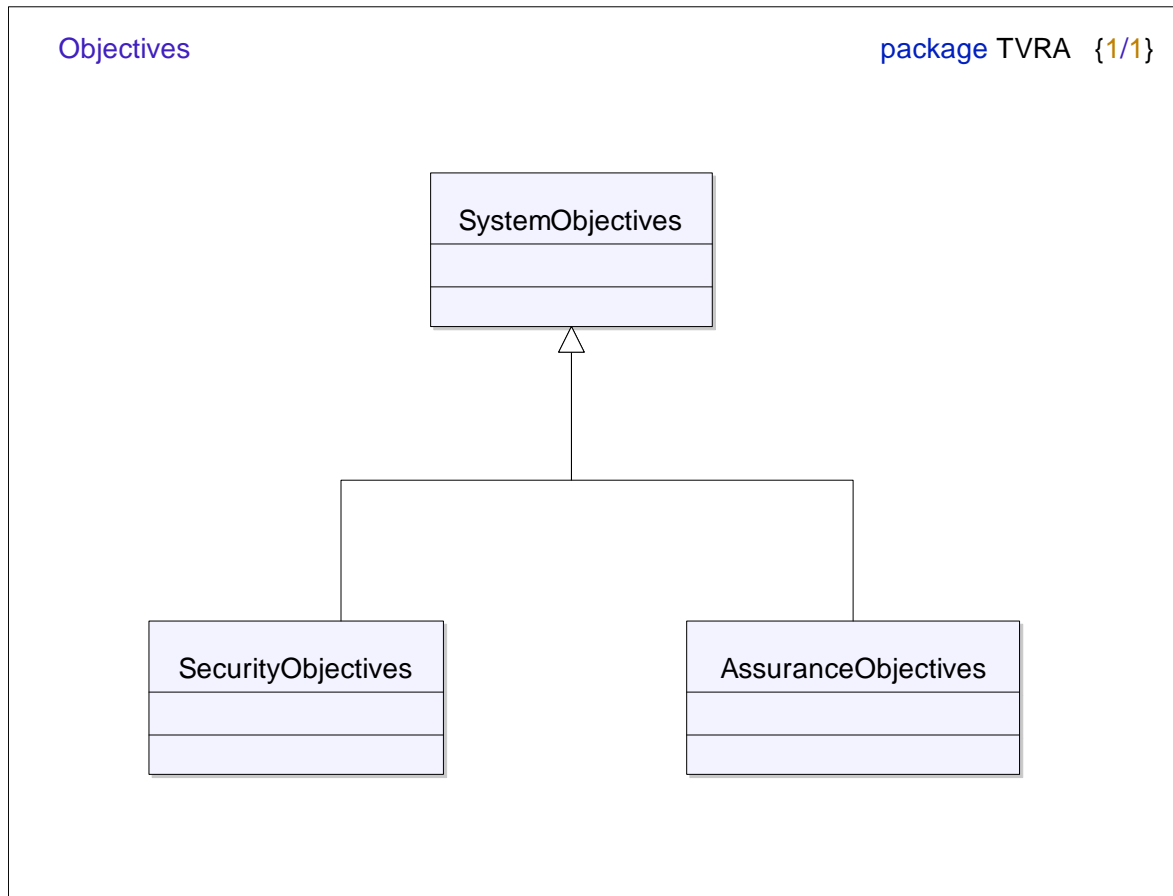 Objectives
package TVRA {1/1}
SystemObjectives
SecurityObjectives
AssuranceObjectives